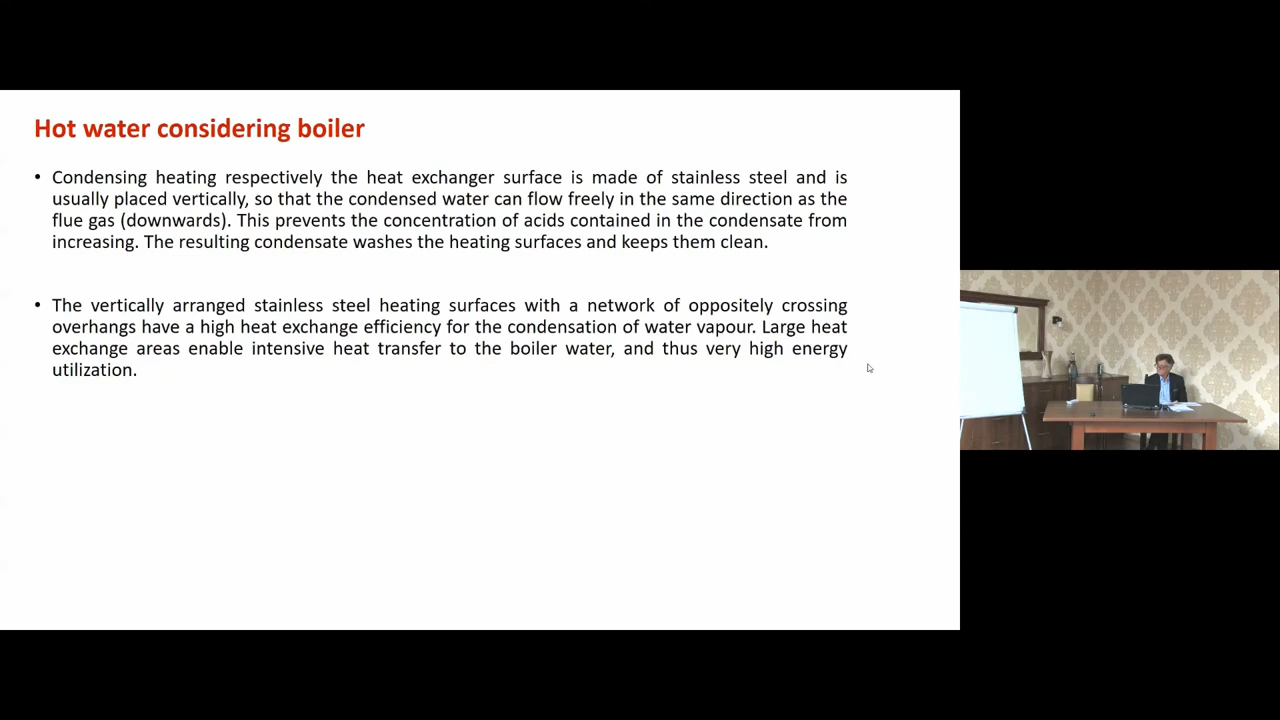 Hot water considering boiler
• Condensing heating respectively the heat exchanger surface is made of stainless steel and is
usually placed vertically, so that the condensed water can flow freely in the same direction as the
flue gas (downwards). This prevents the concentration of acids contained in the condensate from
increasing. The resulting condensate washes the heating surfaces and keeps them clean.
• The vertically arranged stainless steel heating surfaces with a network of oppositely crossing
overhangs have a high heat exchange efficiency for the condensation of water vapour. Large heat
exchange areas enable intensive heat transfer to the boiler water, and thus very high energy
utilization.